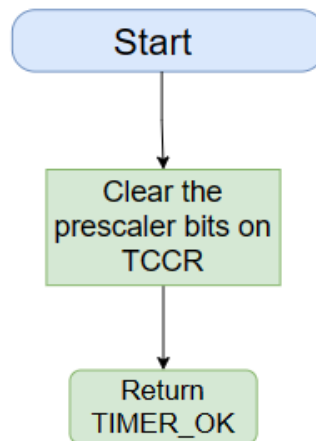 Start
Clear the
prescaler bits on
TCCR
Return
TIMER_OK